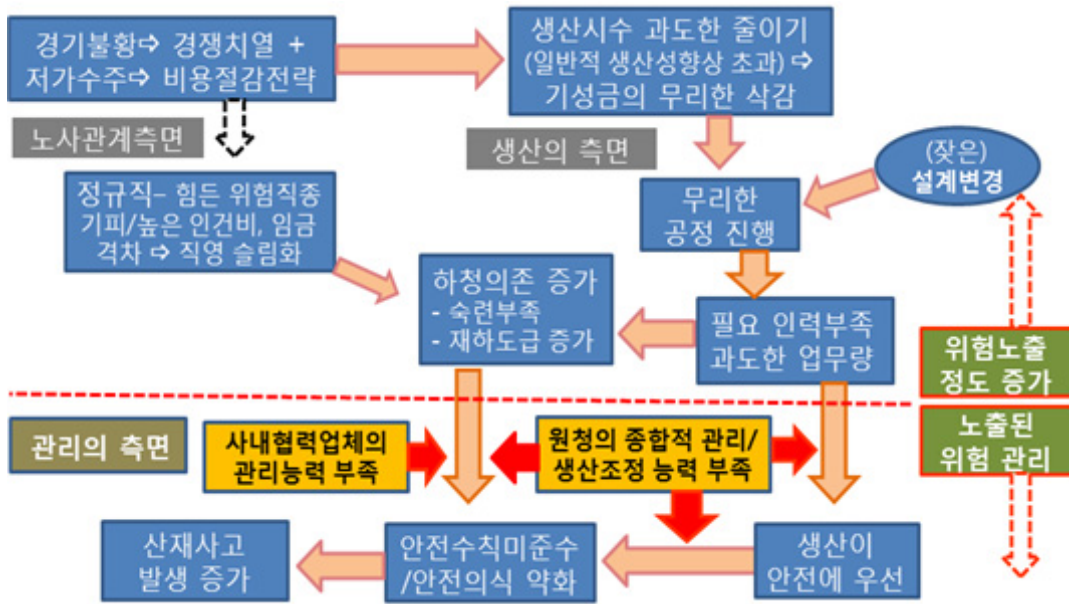 경기불황⇨ 경쟁치열 +
저가수주⇨ 비용절감전략
생산시수 과도한 줄이기
(일반적 생산성향상 초과) ⇨
기성금의 무리한 삭감
노사관계측면
생산의 측면
(잦은)
설계변경
정규직– 힘든 위험직종
기피/높은 인건비, 임금
격차 ⇨ 직영 슬림화
무리한
공정 진행
하청의존 증가
- 숙련부족
- 재하도급 증가
필요 인력부족
과도한 업무량
위험노출
정도 증가
관리의 측면
사내협력업체의
관리능력 부족
원청의 종합적 관리/
생산조정 능력 부족
노출된
위험 관리
산재사고
발생 증가
안전수칙미준수
/안전의식 약화
생산이
안전에 우선